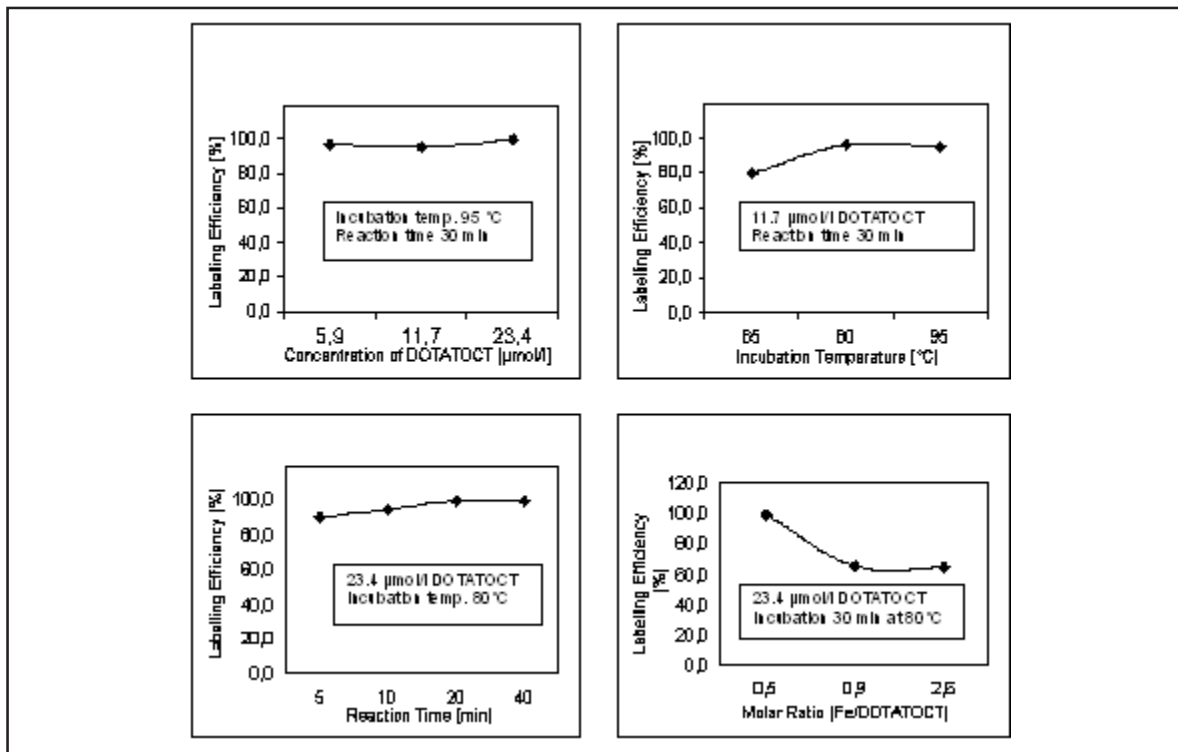 Labelling Efficiency [%]
100,0
80,0
60,0
40,0
20,0
0,0
Incubation temp. 95 °C
Reaction time 30 min
5,9 11,7 23,4
Concentration of DOTATOCT [µmol/l]
Labelling Efficiency [%]
100,0
80,0
60,0
40,0
20,0
0,0
11.7 µmol/l DOTATOCT
Reaction time 30 min
65 80 95
Incubation Temperature [°C]
Labelling Efficiency [%]
100,0
80,0
60,0
40,0
20,0
0,0
23.4 µmol/l DOTATOCT
Incubation temp. 80°C
5 10 20 40
Reaction Time [min]
Labelling Efficiency
[%]
120,0
100,0
80,0
60,0
40,0
20,0
0,0
23.4 µmol/l DOTATOCT
Incubation 30 min at 80°C
0,9
Molar Ratio [Fe/DOTATOCT]